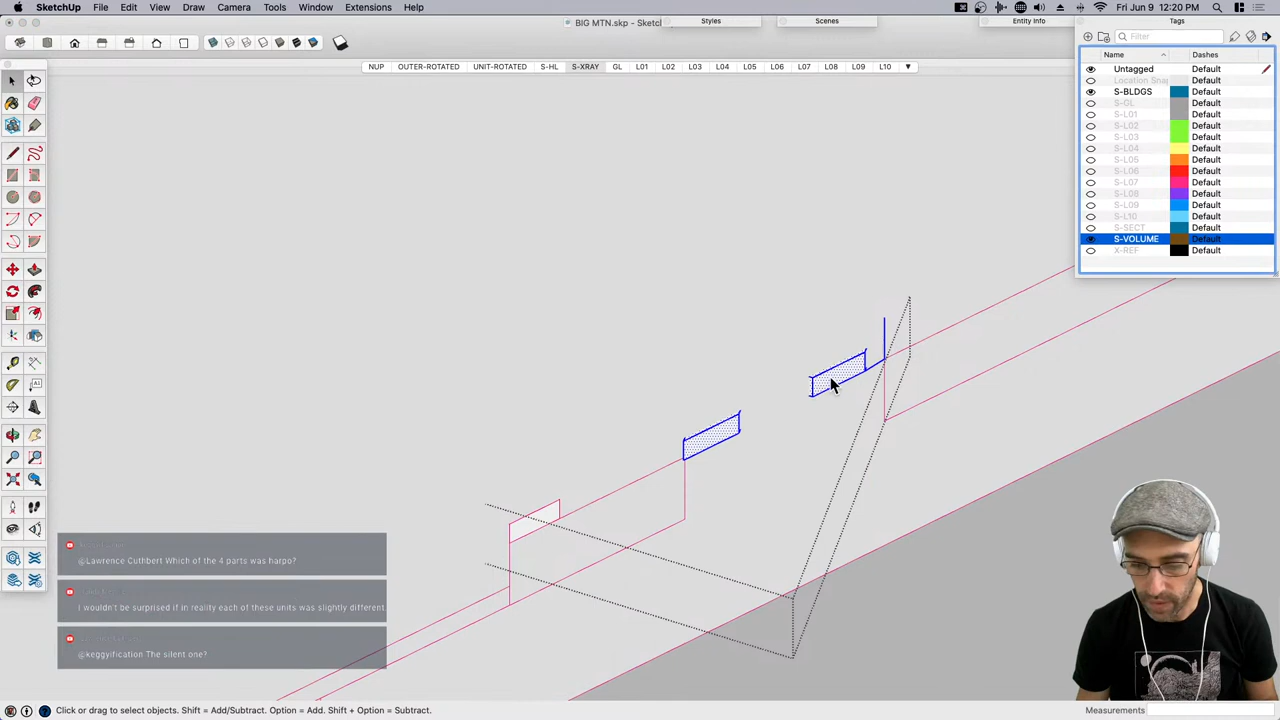 SketchUp File Edit View Draw Camera Tools Window Extensions Help Fri Jun 9 12:20 PM
BIG MTN.skp - Sketch
Styles
Scenes
Entity Info
Tags
Filter
NUP OUTER-ROTATED UNIT-ROTATED S-HL S-XRAY GL L01 L02 L03 L04 L05 L06 L07 L08 L09 L10
Name Dashes
Untagged Default
Location Snap Default
S-BLDGS Default
S-GL Default
S-L01 Default
S-L02 Default
S-L03 Default
S-L04 Default
S-L05 Default
S-L06 Default
S-L07 Default
S-L08 Default
S-L09 Default
S-L10 Default
S-SECT Default
S-VOLUME Default
X-REF Default
@Lawrence Cuthbert Which of the 4 parts was harpo?
I wouldn't be surprised if in reality each of these units was slightly different.
@keggyification The silent one?
Click or drag to select objects. Shift = Add/Subtract. Option = Add. Shift + Option = Subtract.
Measurements